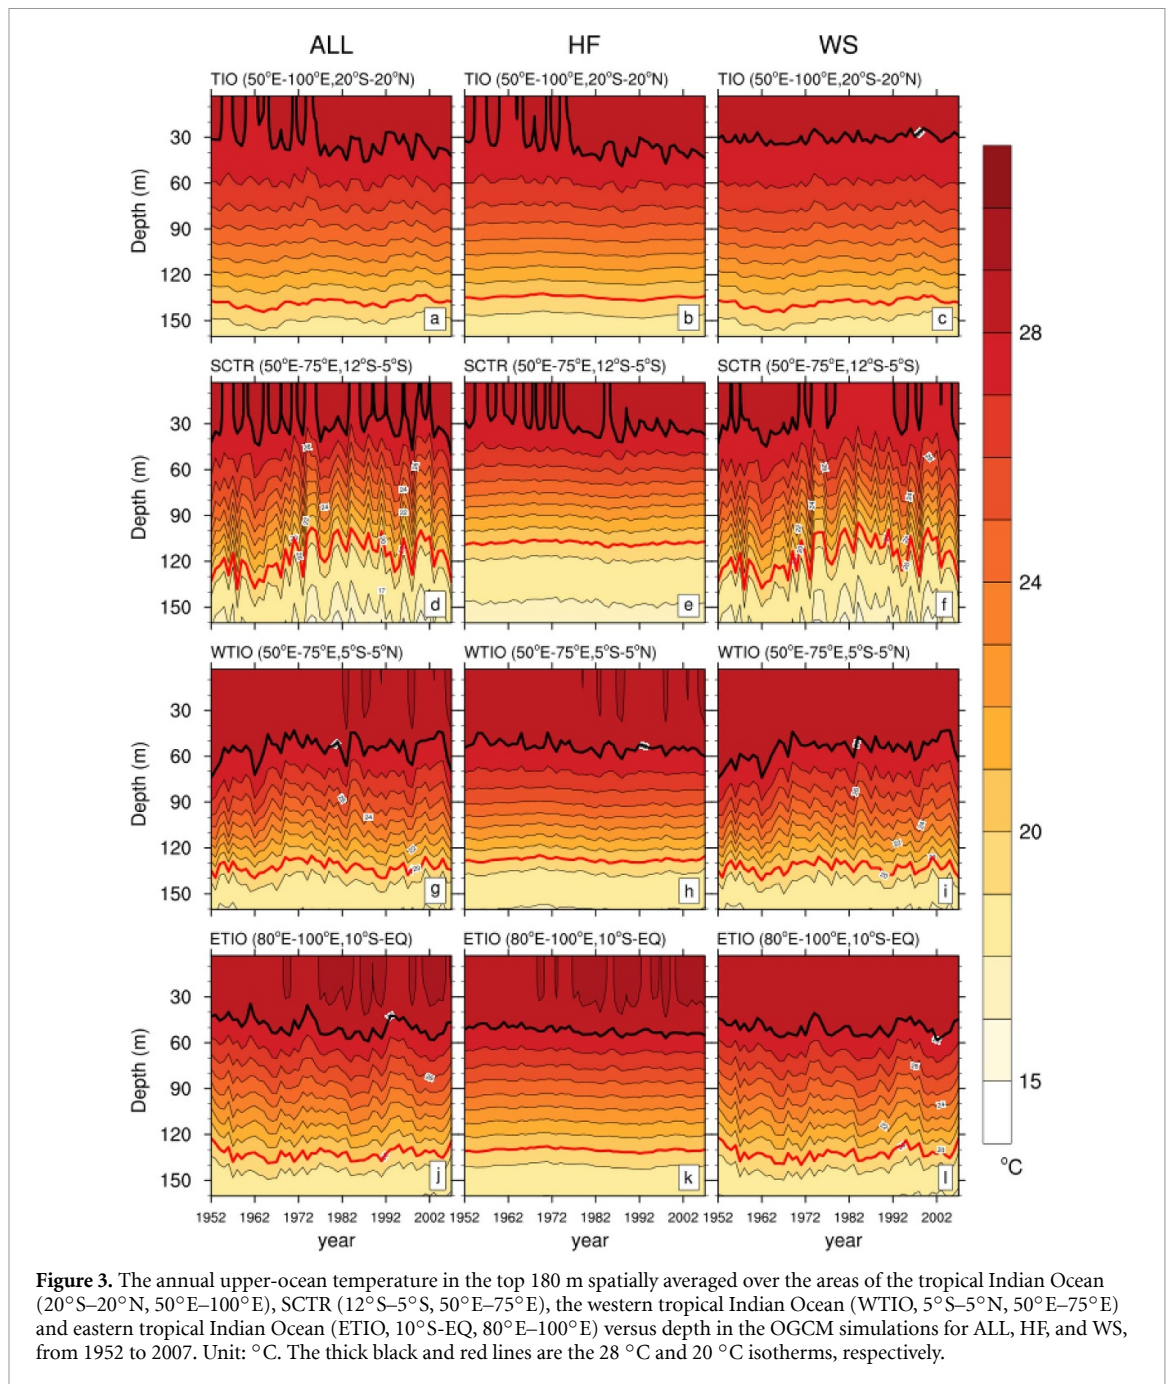 ALL HF WS
TIO (50°E-100°E,20°S-20°N) TIO (50°E-100°E,20°S-20°N) TIO (50°E-100°E,20°S-20°N)
30
60
90
120
150
Depth (m)
a b c
28
24
20
15
°C
SCTR (50°E-75°E,12°S-5°S) SCTR (50°E-75°E,12°S-5°S) SCTR (50°E-75°E,12°S-5°S)
30
60
90
120
150
Depth (m)
d e f
WTIO (50°E-75°E,5°S-5°N) WTIO (50°E-75°E,5°S-5°N) WTIO (50°E-75°E,5°S-5°N)
30
60
90
120
150
Depth (m)
g h i
ETIO (80°E-100°E,10°S-EQ) ETIO (80°E-100°E,10°S-EQ) ETIO (80°E-100°E,10°S-EQ)
30
60
90
120
150
Depth (m)
j k l
1952 1962 1972 1982 1992 2002 1952 1962 1972 1982 1992 2002 1952 1962 1972 1982 1992 2002
year year year
Figure 3. The annual upper-ocean temperature in the top 180 m spatially averaged over the areas of the tropical Indian Ocean
(20°S–20°N, 50°E–100°E), SCTR (12°S–5°S, 50°E–75°E), the western tropical Indian Ocean (WTIO, 5°S–5°N, 50°E–75°E)
and eastern tropical Indian Ocean (ETIO, 10°S-EQ, 80°E–100°E) versus depth in the OGCM simulations for ALL, HF, and WS,
from 1952 to 2007. Unit: °C. The thick black and red lines are the 28 °C and 20 °C isotherms, respectively.